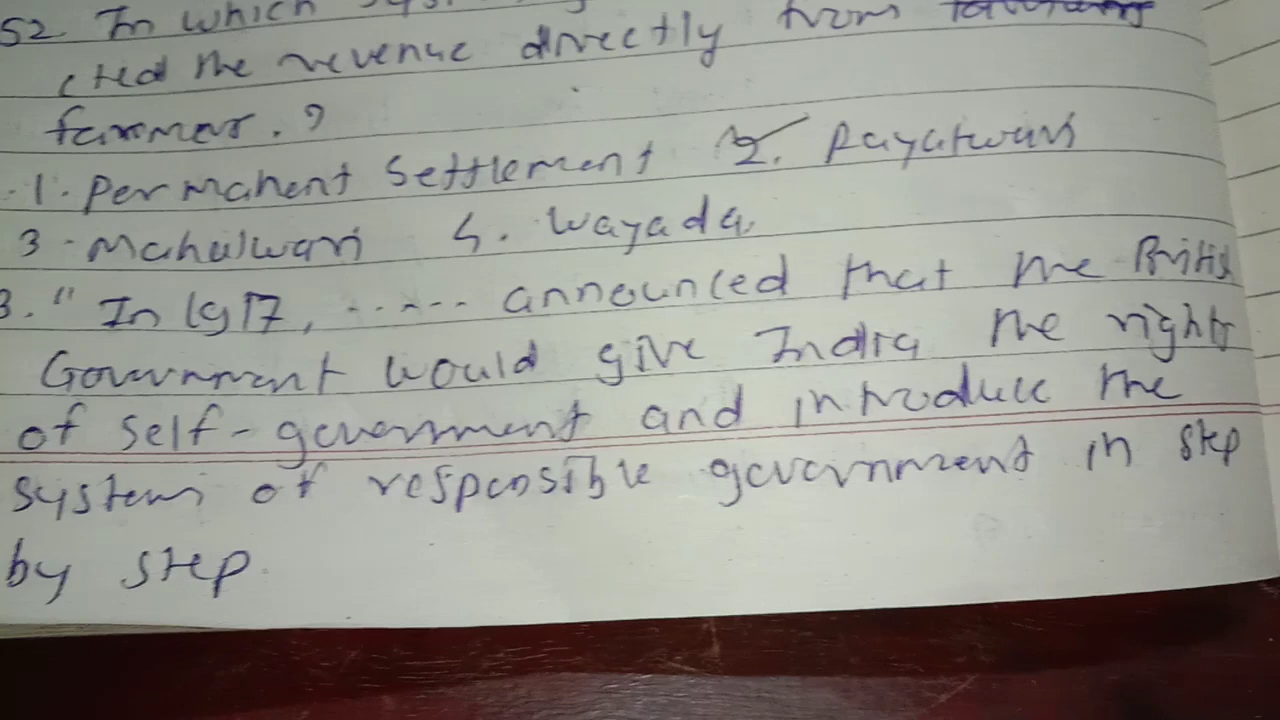 52. In which
cted the revenue directly from
farmer.?
1. Permanent Settlement 2. Rayatwari
3. Mahalwari 4. Wayada
3. " In 1917, ...... announced that the British
Government would give India the rights
of self-government and introduce the
system of responsible government in step
by step.